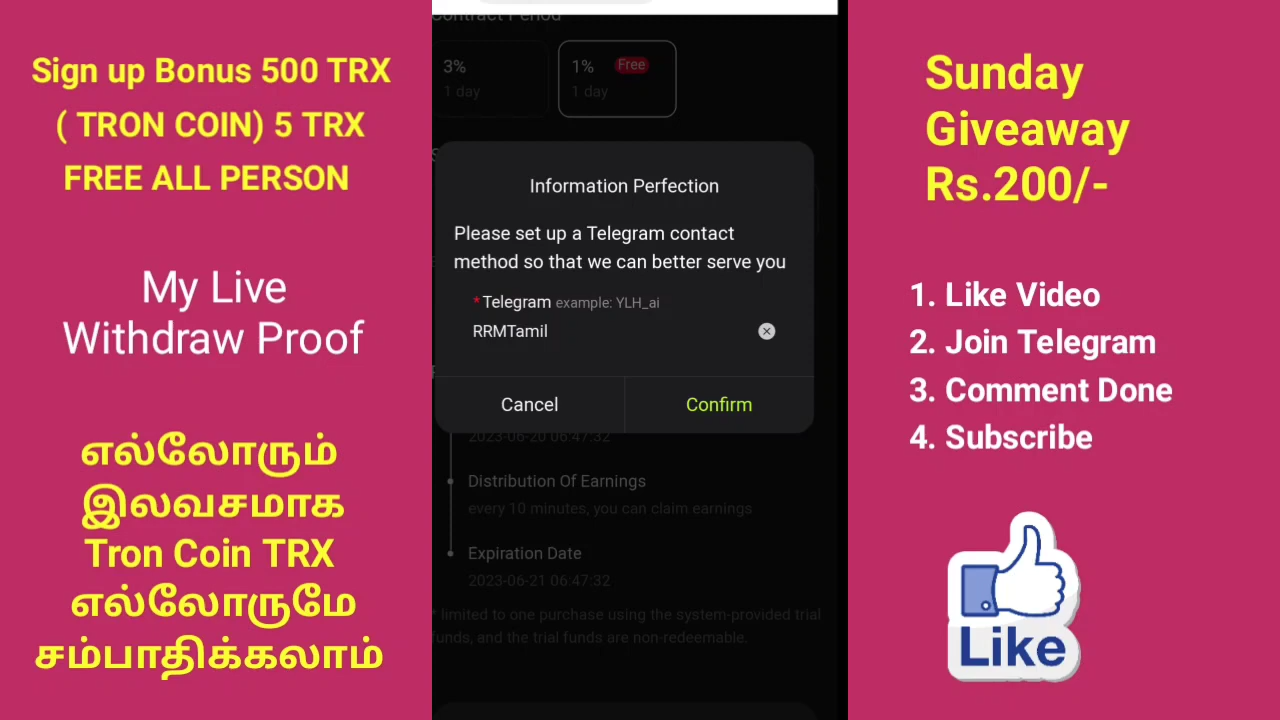 Sign up Bonus 500 TRX
( TRON COIN) 5 TRX
FREE ALL PERSON
My Live
Withdraw Proof
எல்லோரும்
இலவசமாக
Tron Coin TRX
எல்லோருமே
சம்பாதிக்கலாம்
Contract Period
3%
1 day
1% Free
1 day
Information Perfection
Please set up a Telegram contact
method so that we can better serve you
* Telegram example: YLH_ai
RRMTamil
Cancel Confirm
2023-06-20 06:47:32
Distribution Of Earnings
every 10 minutes, you can claim earnings
Expiration Date
2023-06-21 06:47:32
* limited to one purchase using the system-provided trial
funds, and the trial funds are non-redeemable.
Sunday
Giveaway
Rs.200/-
1. Like Video
2. Join Telegram
3. Comment Done
4. Subscribe
Like